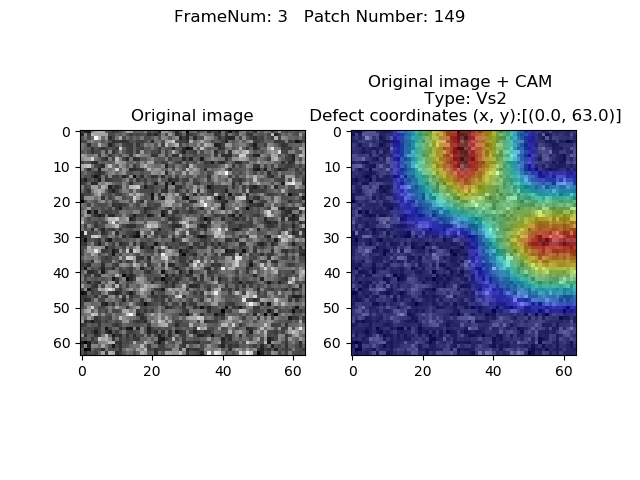 FrameNum: 3   Patch Number: 149
Original image
Original image + CAM
Type: Vs2
Defect coordinates (x, y):[(0.0, 63.0)]
0
10
20
30
40
50
60
0 20 40 60
0
10
20
30
40
50
60
0 20 40 60